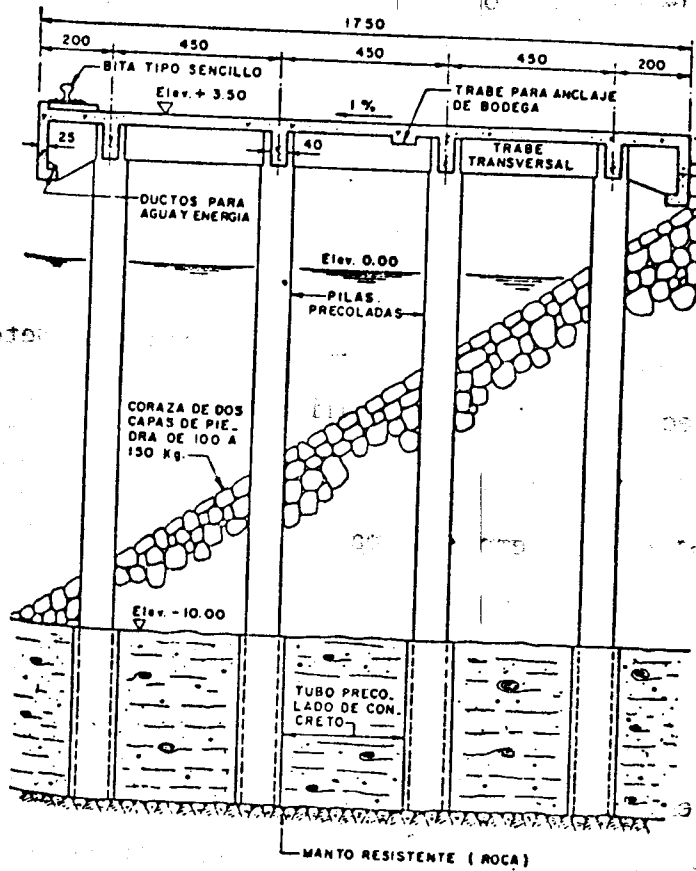 1750
200 450 450 450 200
BITA TIPO SENCILLO
Elev. + 3.50
1 %
TRABE PARA ANCLAJE
DE BODEGA
25
40
TRABE
TRANSVERSAL
DUCTOS PARA
AGUA Y ENERGIA
Elev. 0.00
PILAS
PRECOLADAS
CORAZA DE DOS
CAPAS DE PIE_
DRA DE 100 A
150 Kg.
Elev. - 10.00
TUBO PRECO_
LADO DE CON_
CRETO
MANTO RESISTENTE ( ROCA )